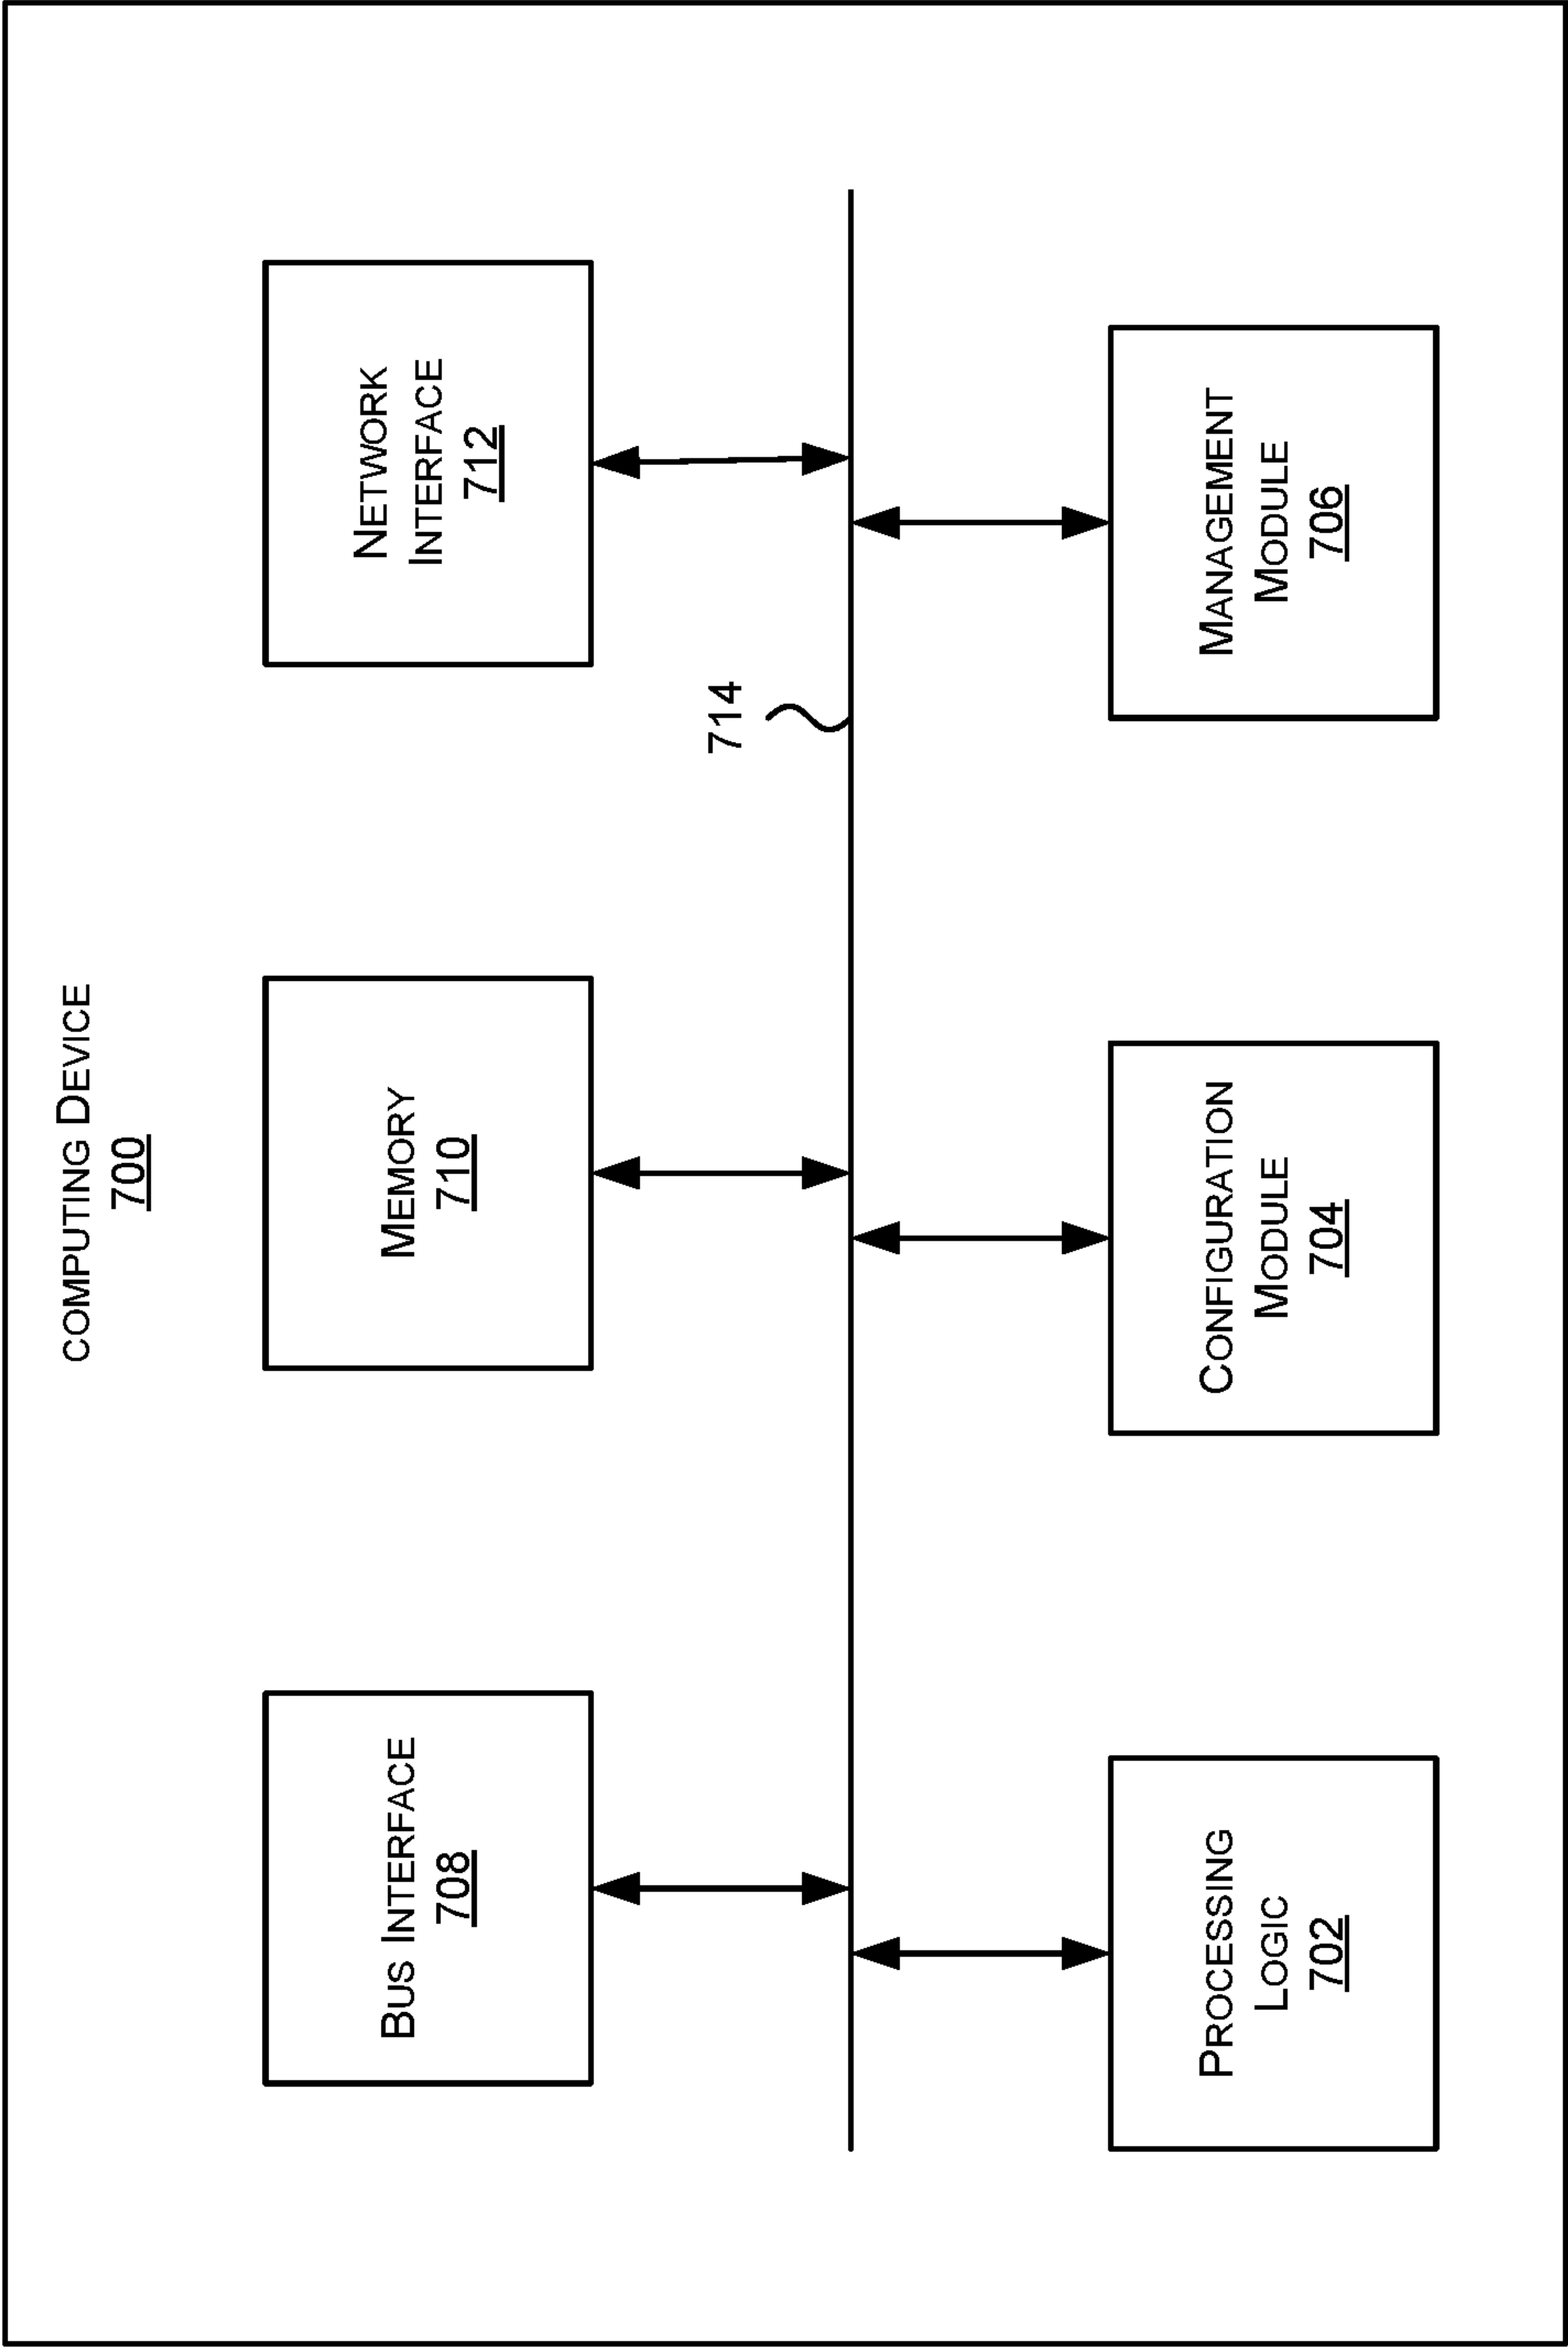 COMPUTING DEVICE
700
BUS INTERFACE
708
MEMORY
710
NETWORK
INTERFACE
712
714
PROCESSING
LOGIC
702
CONFIGURATION
MODULE
704
MANAGEMENT
MODULE
706